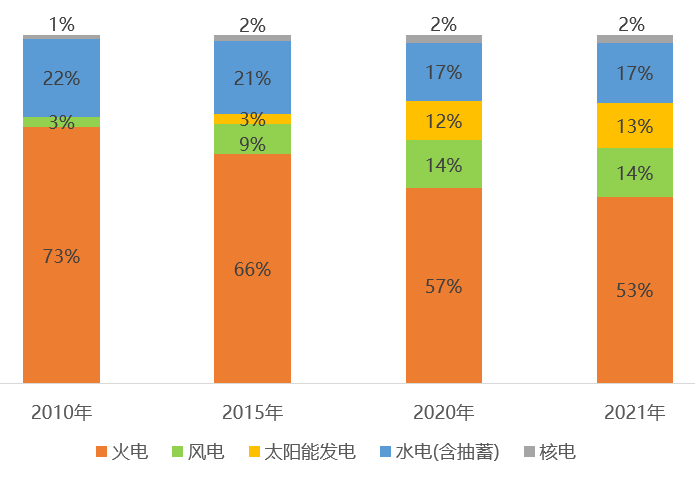 1% 2% 2% 2%
22% 21% 17% 17%
3% 3% 12% 13%
9% 14% 14%
73% 66% 57% 53%
2010年 2015年 2020年 2021年
火电 风电 太阳能发电 水电(含抽蓄) 核电